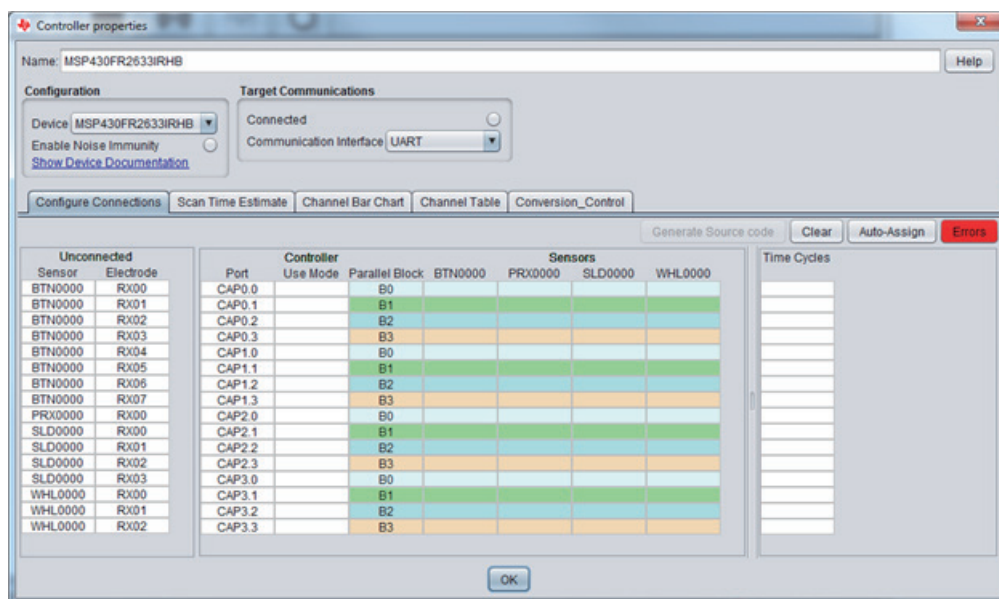 Controller properties
Name: MSP430FR2633IRHB Help
Configuration Target Communications
Device MSP430FR2633IRHB Connected
Enable Noise Immunity Communication Interface UART
Show Device Documentation
Configure Connections Scan Time Estimate Channel Bar Chart Channel Table Conversion_Control
Generate Source code Clear Auto-Assign Errors
Unconnected Controller Sensors Time Cycles
Sensor Electrode Port Use Mode Parallel Block BTN0000 PRX0000 SLD0000 WHL0000
BTN0000 RX00 CAP0.0 B0
BTN0000 RX01 CAP0.1 B1
BTN0000 RX02 CAP0.2 B2
BTN0000 RX03 CAP0.3 B3
BTN0000 RX04 CAP1.0 B0
BTN0000 RX05 CAP1.1 B1
BTN0000 RX06 CAP1.2 B2
BTN0000 RX07 CAP1.3 B3
PRX0000 RX00 CAP2.0 B0
SLD0000 RX00 CAP2.1 B1
SLD0000 RX01 CAP2.2 B2
SLD0000 RX02 CAP2.3 B3
SLD0000 RX03 CAP3.0 B0
WHL0000 RX00 CAP3.1 B1
WHL0000 RX01 CAP3.2 B2
WHL0000 RX02 CAP3.3 B3
OK